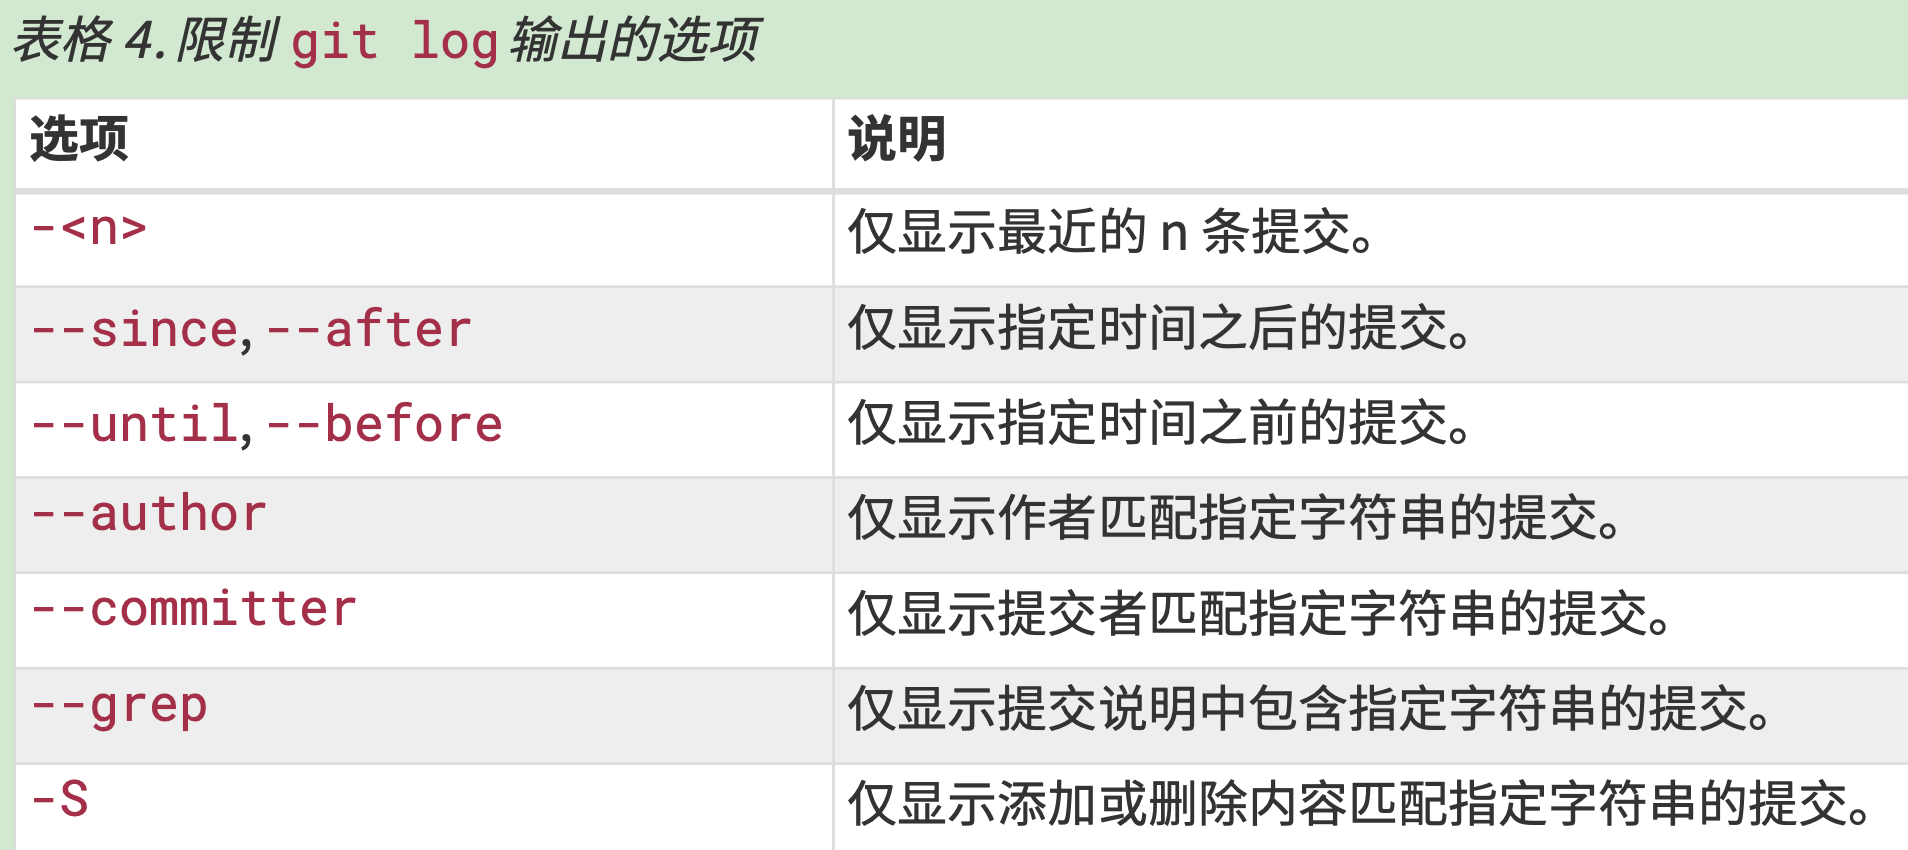 表格 4. 限制 git log 输出的选项
选项 说明
-<n> 仅显示最近的 n 条提交。
--since, --after 仅显示指定时间之后的提交。
--until, --before 仅显示指定时间之前的提交。
--author 仅显示作者匹配指定字符串的提交。
--committer 仅显示提交者匹配指定字符串的提交。
--grep 仅显示提交说明中包含指定字符串的提交。
-S 仅显示添加或删除内容匹配指定字符串的提交。